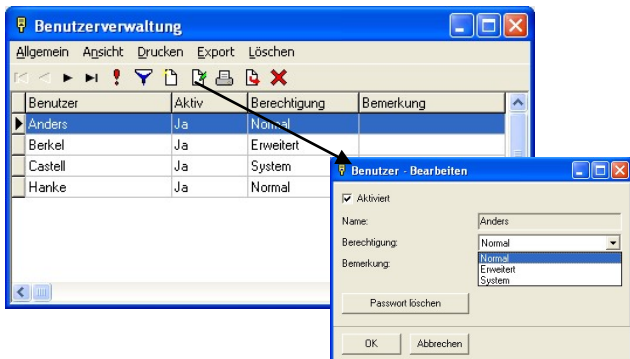 Benutzerverwaltung
Allgemein Ansicht Drucken Export Löschen
Benutzer Aktiv Berechtigung Bemerkung
Anders Ja Normal
Berkel Ja Erweitert
Castell Ja System
Hanke Ja Normal
Benutzer - Bearbeiten
Aktiviert
Name: Anders
Berechtigung: Normal
Normal
Bemerkung: Erweitert
System
Passwort löschen
OK Abbrechen